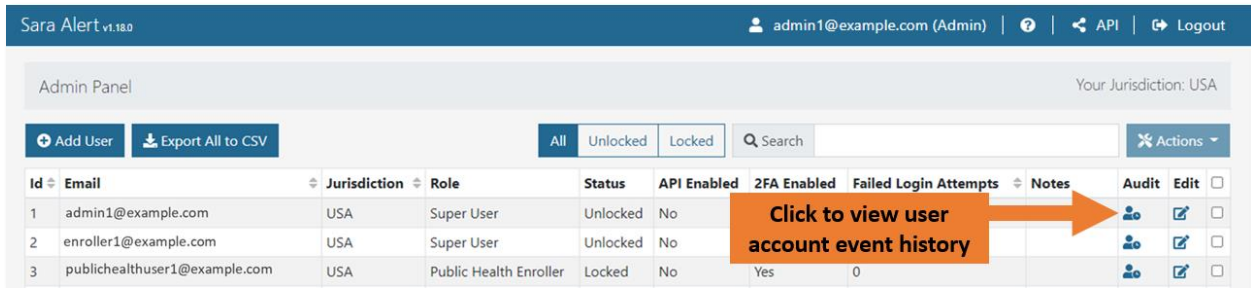 Sara Alert v1.18.0 admin1@example.com (Admin) | ? | API | Logout
Admin Panel Your Jurisdiction: USA
Add User Export All to CSV All Unlocked Locked Search Actions
Id Email Jurisdiction Role Status API Enabled 2FA Enabled Failed Login Attempts Notes Audit Edit
1 admin1@example.com USA Super User Unlocked No
2 enroller1@example.com USA Super User Unlocked No
3 publichealthuser1@example.com USA Public Health Enroller Locked No Yes 0
Click to view user
account event history